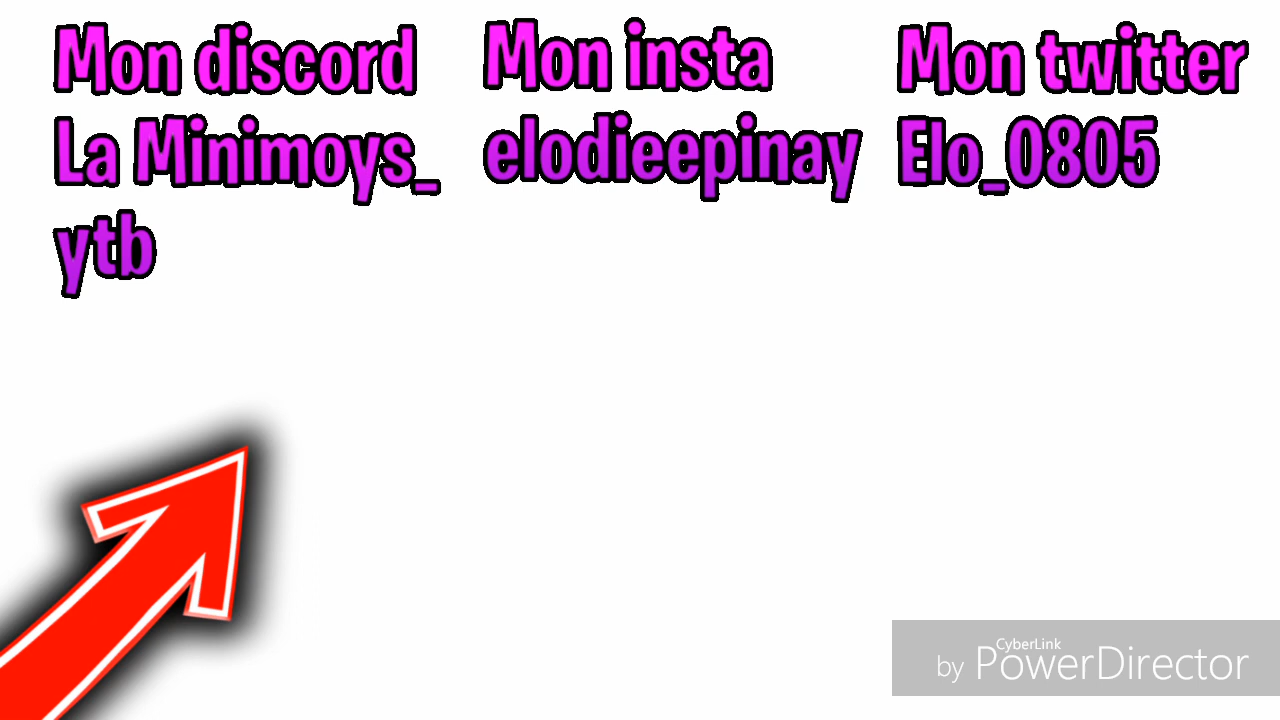 Mon discord
La Minimoys_
ytb
Mon insta
elodieepinay
Mon twitter
Elo_0805
CyberLink
by PowerDirector